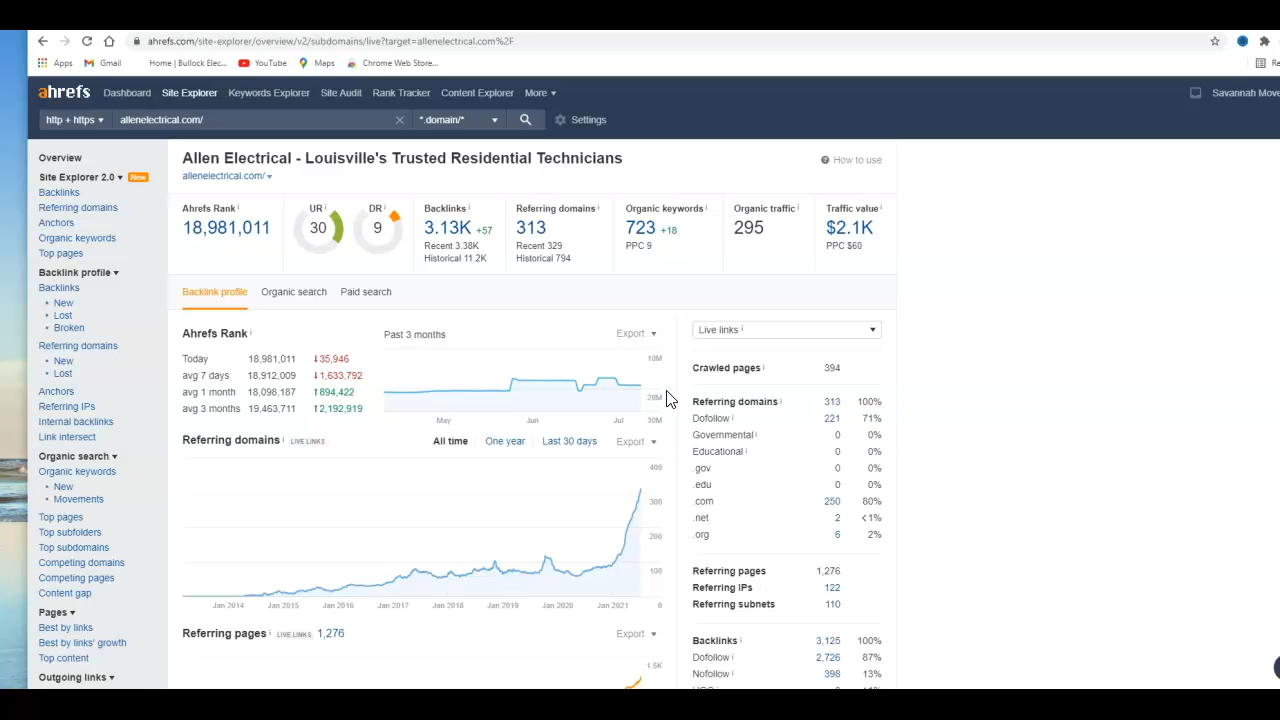 ahrefs.com/site-explorer/overview/v2/subdomains/live?target=allenelectrical.com%2F
Apps Gmail Home | Bullock Elec... YouTube Maps Chrome Web Store... Re
ahrefs Dashboard Site Explorer Keywords Explorer Site Audit Rank Tracker Content Explorer More Savannah Move
http + https allenelectrical.com/ *.domain/* Settings
Overview
Site Explorer 2.0 New
Backlinks
Referring domains
Anchors
Organic keywords
Top pages
Backlink profile
Backlinks
• New
• Lost
• Broken
Referring domains
• New
• Lost
Anchors
Referring IPs
Internal backlinks
Link intersect
Organic search
Organic keywords
• New
• Movements
Top pages
Top subfolders
Top subdomains
Competing domains
Competing pages
Content gap
Pages
Best by links
Best by links' growth
Top content
Outgoing links
Allen Electrical - Louisville's Trusted Residential Technicians
How to use
allenelectrical.com/
Ahrefs Rank i UR i DR i Backlinks i Referring domains i Organic keywords i Organic traffic i Traffic value i
18,981,011 30 9 3.13K +57 313 723 +18 295 $2.1K
Recent 3.38K Recent 329 PPC 9 PPC $60
Historical 11.2K Historical 794
Backlink profile Organic search Paid search
Ahrefs Rank i Past 3 months Export
Today 18,981,011 ↓35,946
avg 7 days 18,912,009 ↓1,633,792
avg 1 month 18,098,187 ↑894,422
avg 3 months 19,463,711 ↑2,192,919
10M
20M
30M
May Jun Jul
Referring domains i LIVE LINKS All time One year Last 30 days Export
400
300
200
100
0
Jan 2014 Jan 2015 Jan 2016 Jan 2017 Jan 2018 Jan 2019 Jan 2020 Jan 2021
Referring pages i LIVE LINKS 1,276 Export
1.5K
Live links i
Crawled pages i 394
Referring domains i 313 100%
Dofollow i 221 71%
Governmental i 0 0%
Educational i 0 0%
.gov 0 0%
.edu 0 0%
.com 250 80%
.net 2 <1%
.org 6 2%
Referring pages 1,276
Referring IPs 122
Referring subnets 110
Backlinks i 3,125 100%
Dofollow i 2,726 87%
Nofollow i 398 13%